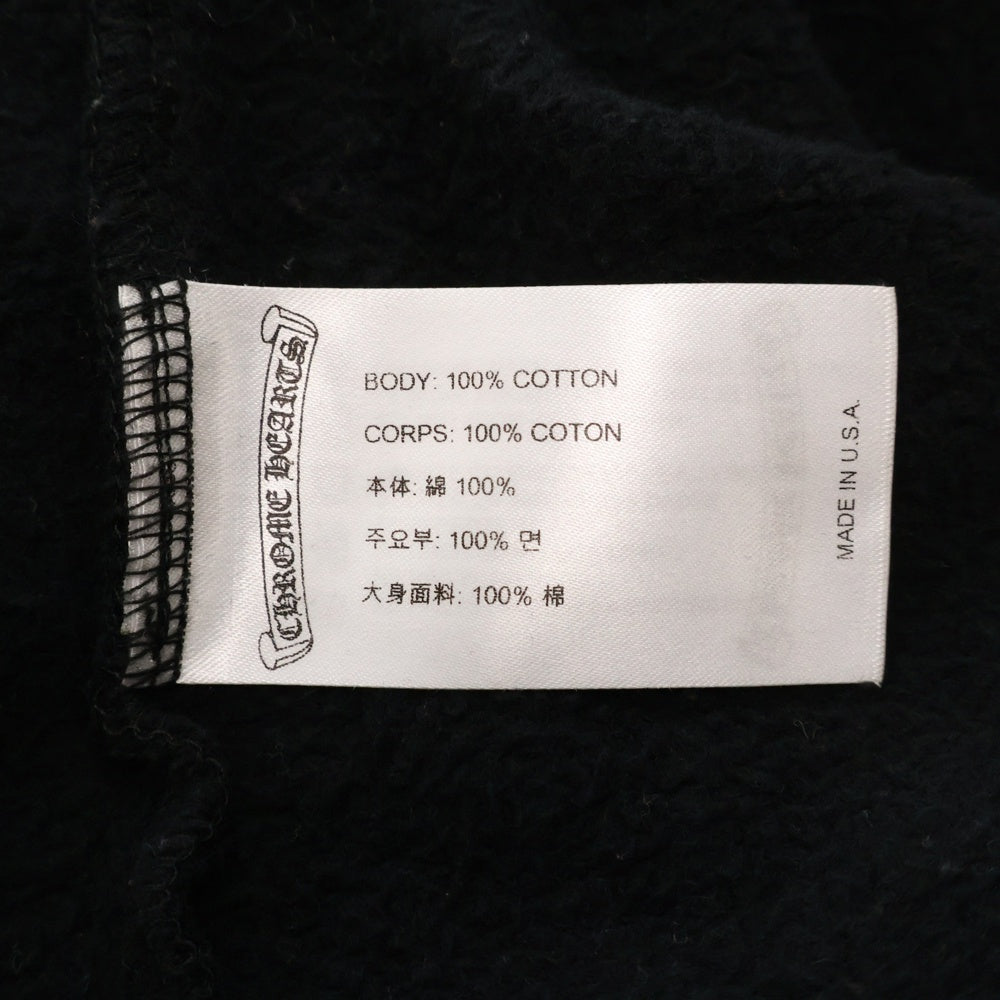 CHROME HEARTS
BODY: 100% COTTON
CORPS: 100% COTON
本体: 綿 100%
주요부: 100% 면
大身面料: 100% 棉
MADE IN U.S.A.